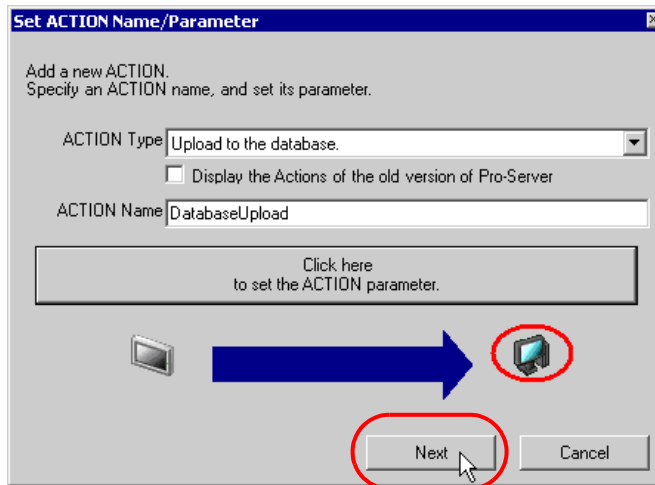 Set ACTION Name/Parameter
Add a new ACTION.
Specify an ACTION name, and set its parameter.
ACTION Type Upload to the database.
Display the Actions of the old version of Pro-Server
ACTION Name DatabaseUpload
Click here
to set the ACTION parameter.
Next Cancel